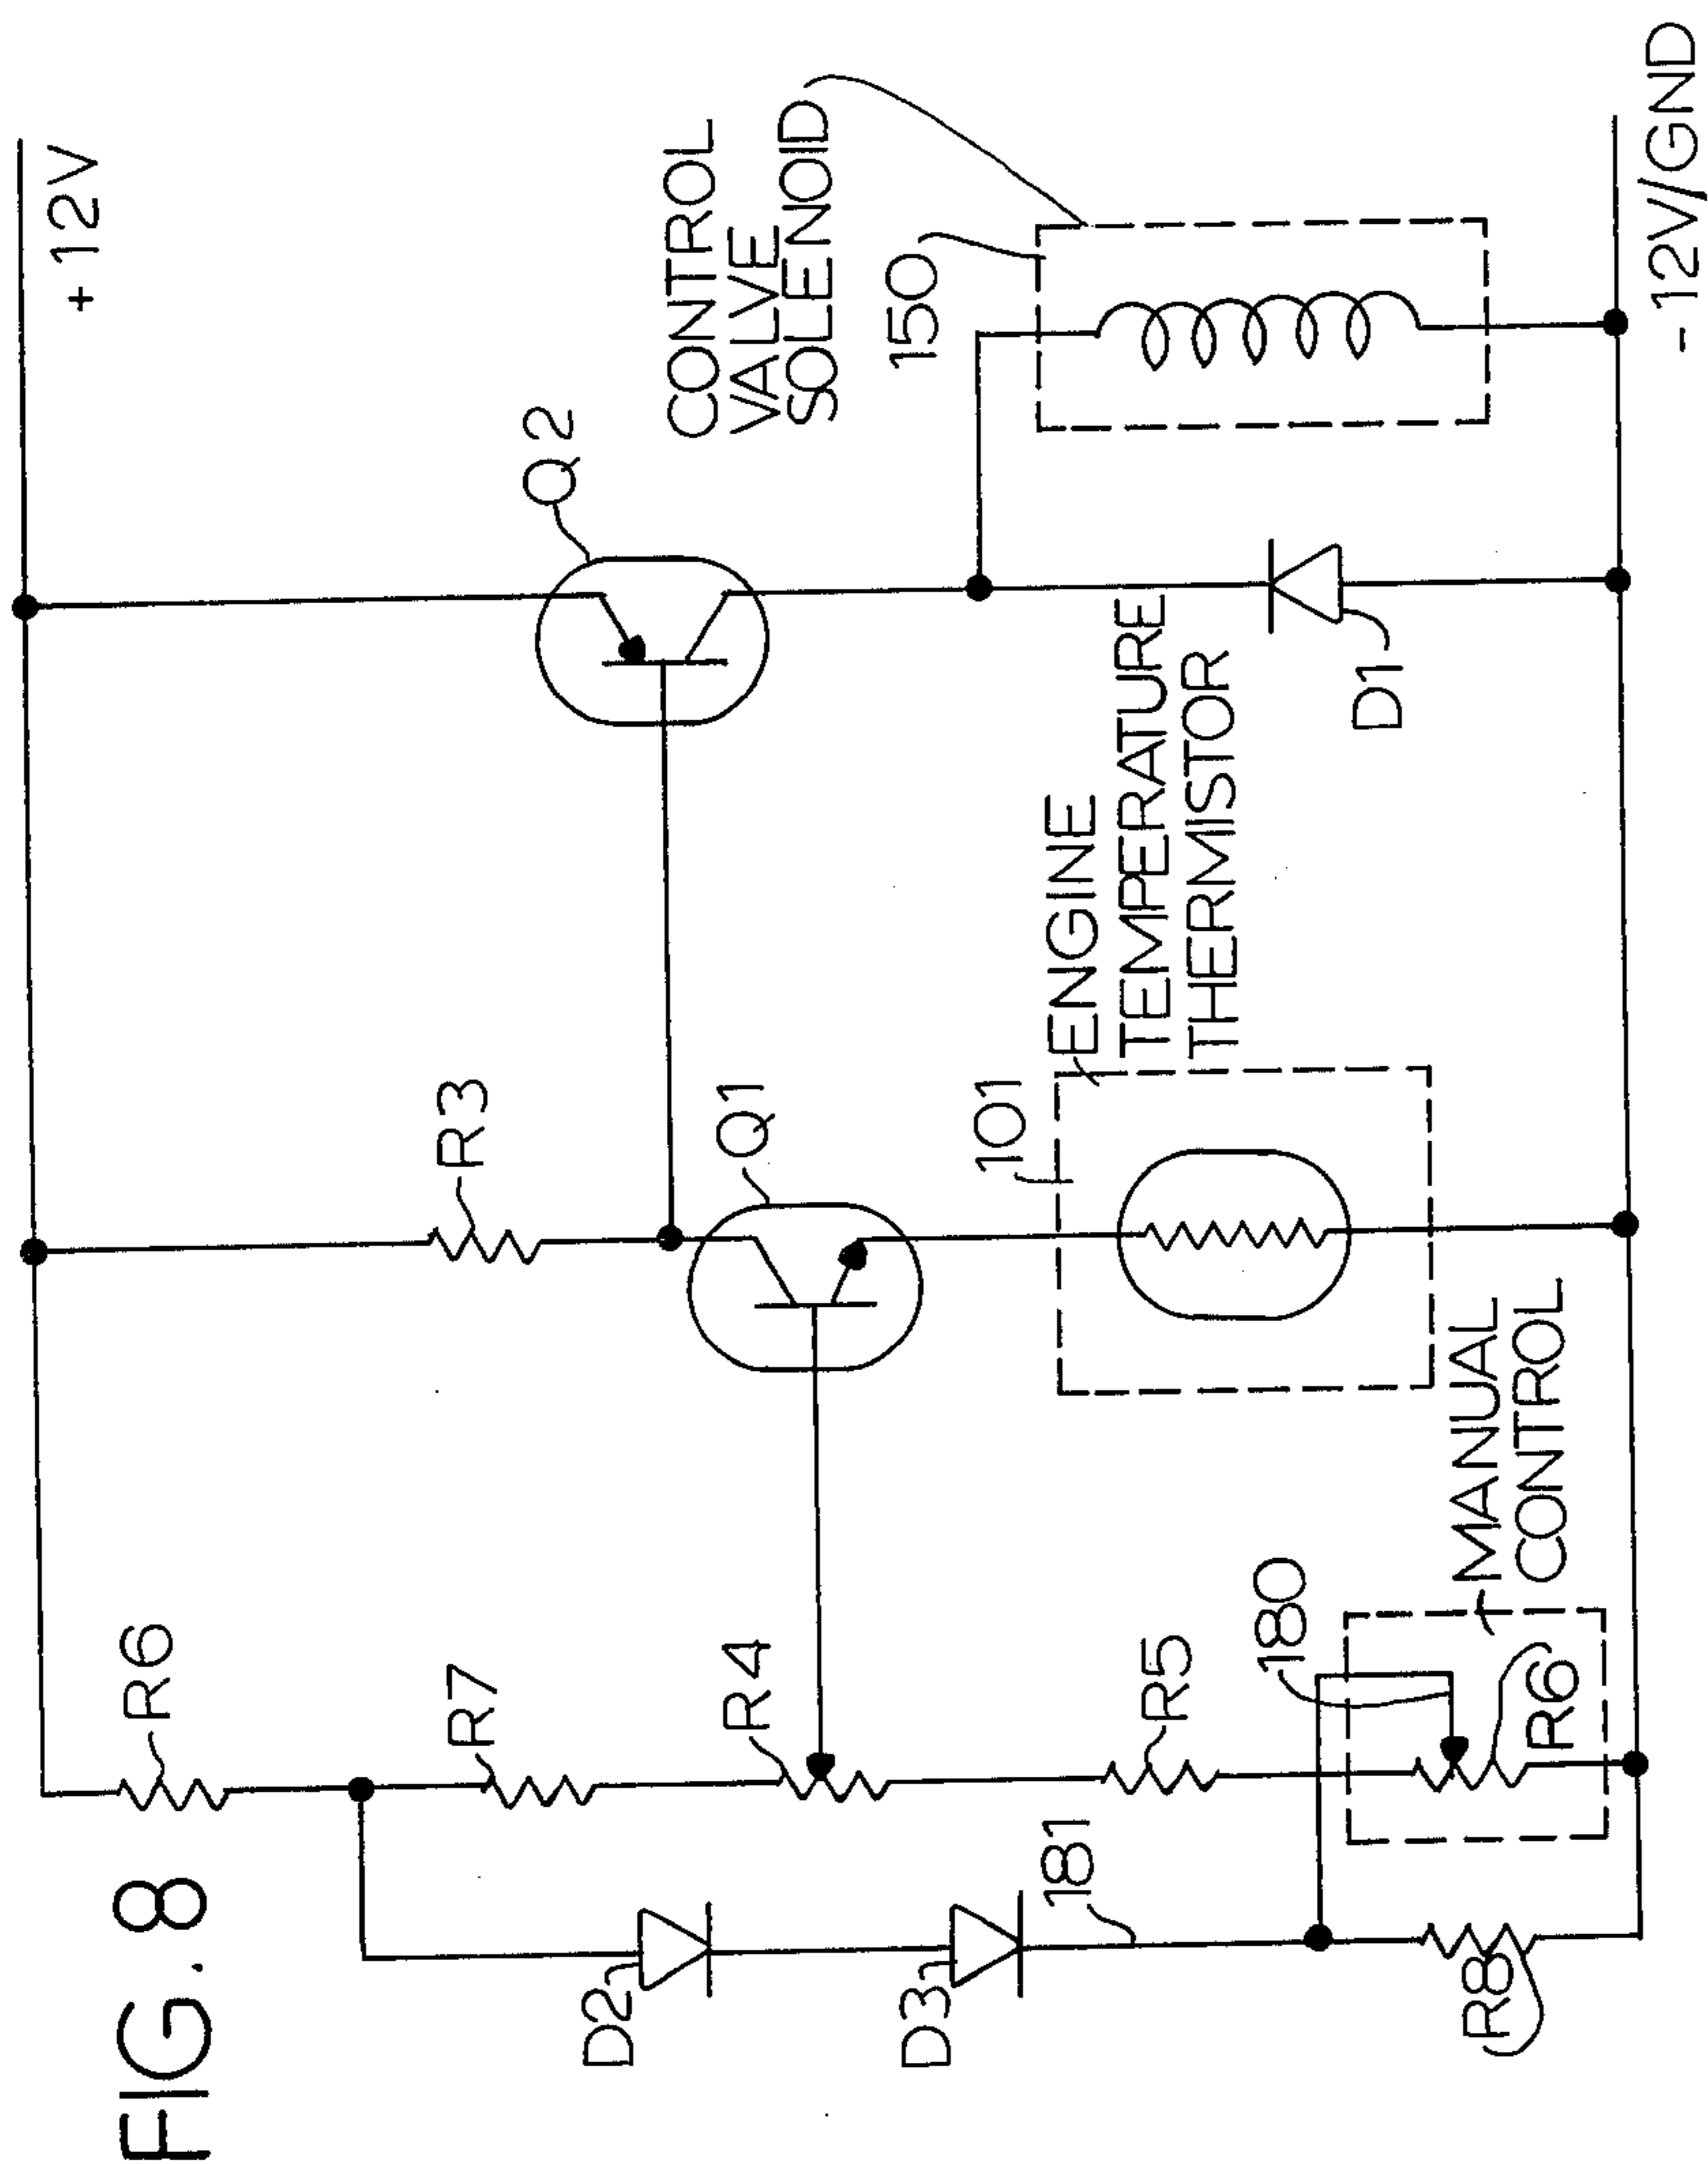 FIG. 8
+12V
R6
R7
R4
R5
R3
Q1
Q2
D2
D3
181
180
R8
R6
MANUAL
CONTROL
101
ENGINE
TEMPERATURE
THERMISTOR
D1
CONTROL
VALVE
SOLENOID
150
-12V/GND